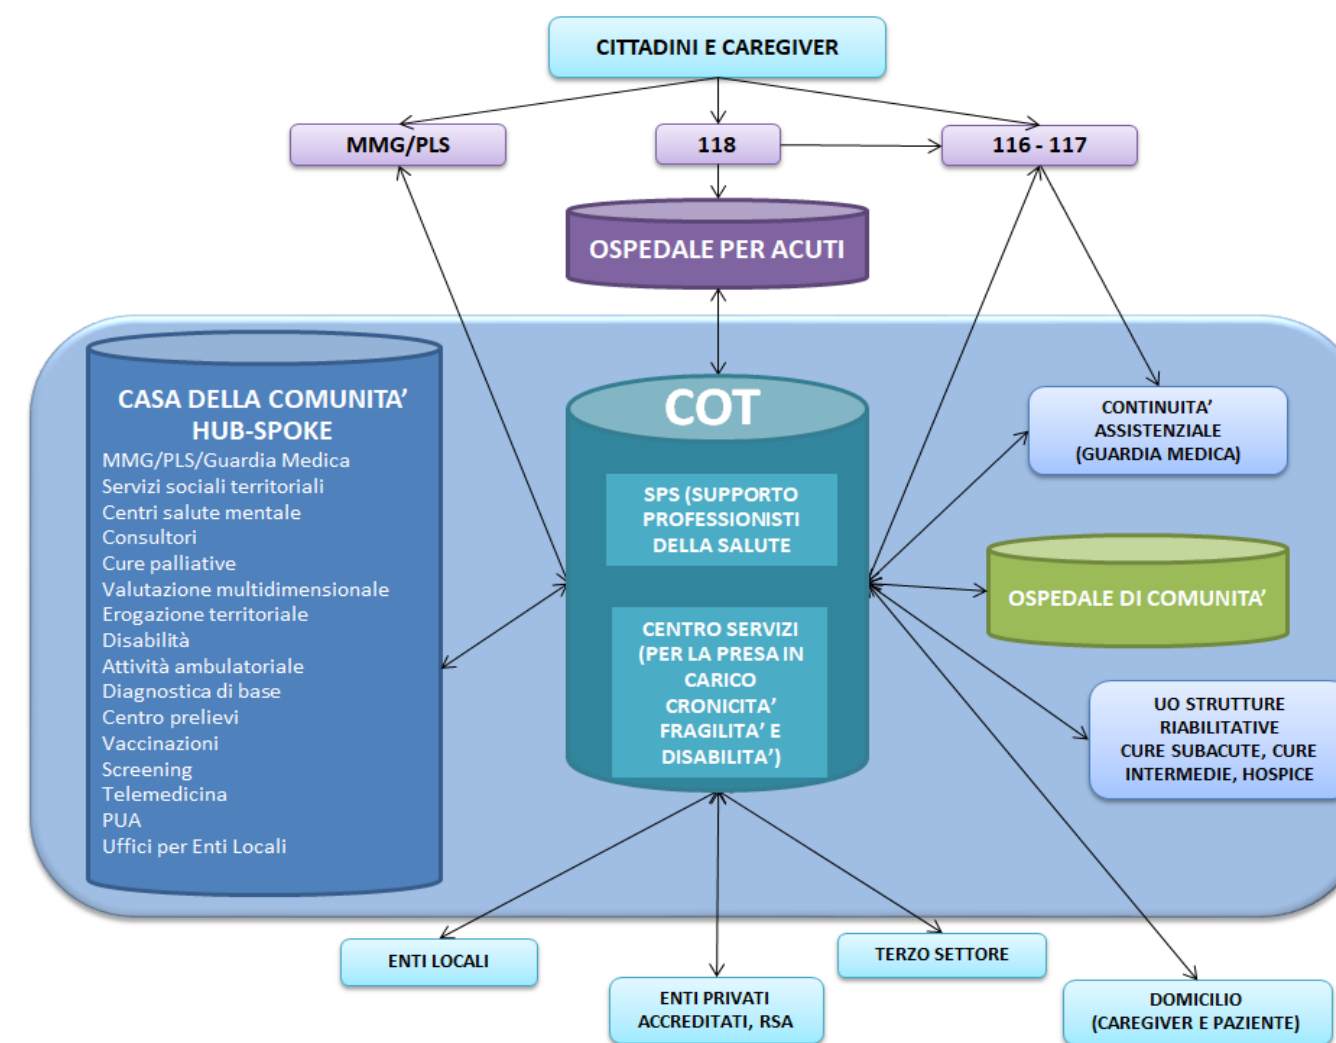 CITTADINI E CAREGIVER
MMG/PLS
118
116 - 117
OSPEDALE PER ACUTI
CASA DELLA COMUNITA’
HUB-SPOKE
MMG/PLS/Guardia Medica
Servizi sociali territoriali
Centri salute mentale
Consultori
Cure palliative
Valutazione multidimensionale
Erogazione territoriale
Disabilità
Attività ambulatoriale
Diagnostica di base
Centro prelievi
Vaccinazioni
Screening
Telemedicina
PUA
Uffici per Enti Locali
COT
SPS (SUPPORTO
PROFESSIONISTI
DELLA SALUTE
CENTRO SERVIZI
(PER LA PRESA IN
CARICO
CRONICITA’
FRAGILITA’ E
DISABILITA’)
CONTINUITA’
ASSISTENZIALE
(GUARDIA MEDICA)
OSPEDALE DI COMUNITA’
UO STRUTTURE
RIABILITATIVE
CURE SUBACUTE, CURE
INTERMEDIE, HOSPICE
ENTI LOCALI
ENTI PRIVATI
ACCREDITATI, RSA
TERZO SETTORE
DOMICILIO
(CAREGIVER E PAZIENTE)